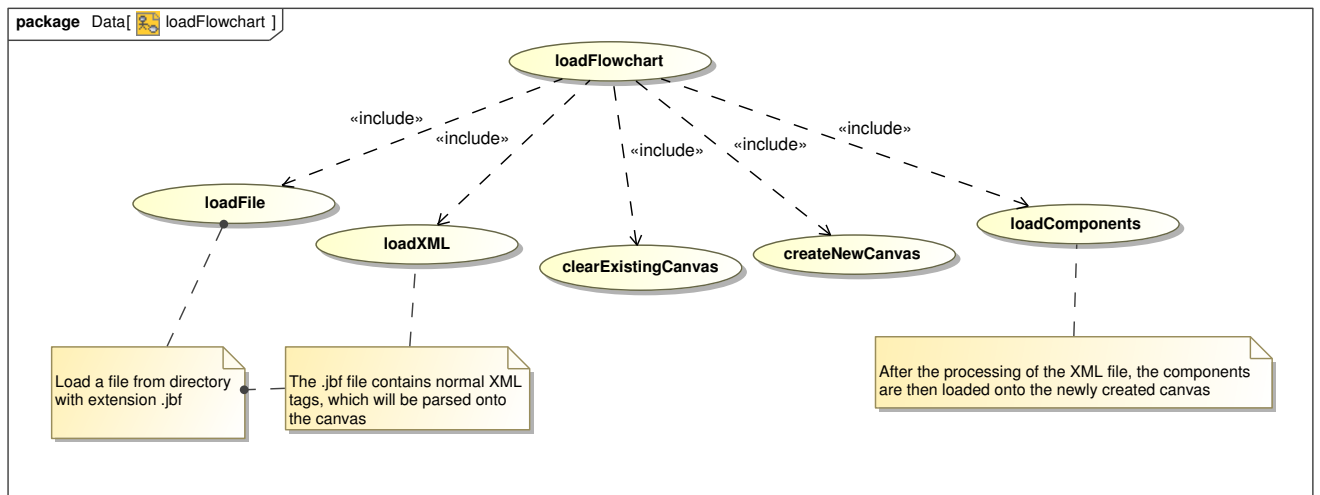 package Data[ loadFlowchart ]
loadFlowchart
«include»
«include»
«include»
«include»
«include»
loadFile
loadXML
clearExistingCanvas
createNewCanvas
loadComponents
Load a file from directory
with extension .jbf
The .jbf file contains normal XML
tags, which will be parsed onto
the canvas
After the processing of the XML file, the components
are then loaded onto the newly created canvas